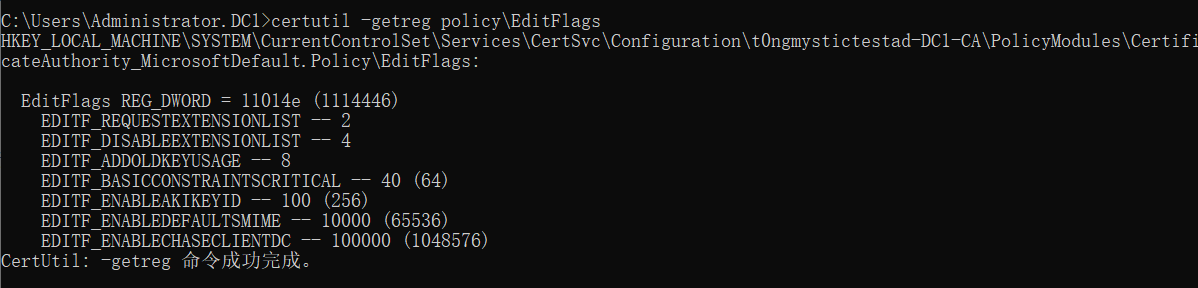 C:\Users\Administrator.DC1>certutil -getreg policy\EditFlags
HKEY_LOCAL_MACHINE\SYSTEM\CurrentControlSet\Services\CertSvc\Configuration\t0ngmystictestad-DC1-CA\PolicyModules\Certifi
cateAuthority_MicrosoftDefault.Policy\EditFlags:
EditFlags REG_DWORD = 11014e (1114446)
EDITF_REQUESTEXTENSIONLIST -- 2
EDITF_DISABLEEXTENSIONLIST -- 4
EDITF_ADDOLDKEYUSAGE -- 8
EDITF_BASICCONSTRAINTSCRITICAL -- 40 (64)
EDITF_ENABLEAKIKEYID -- 100 (256)
EDITF_ENABLEDEFAULTSMIME -- 10000 (65536)
EDITF_ENABLECHASECLIENTDC -- 100000 (1048576)
CertUtil: -getreg 命令成功完成。